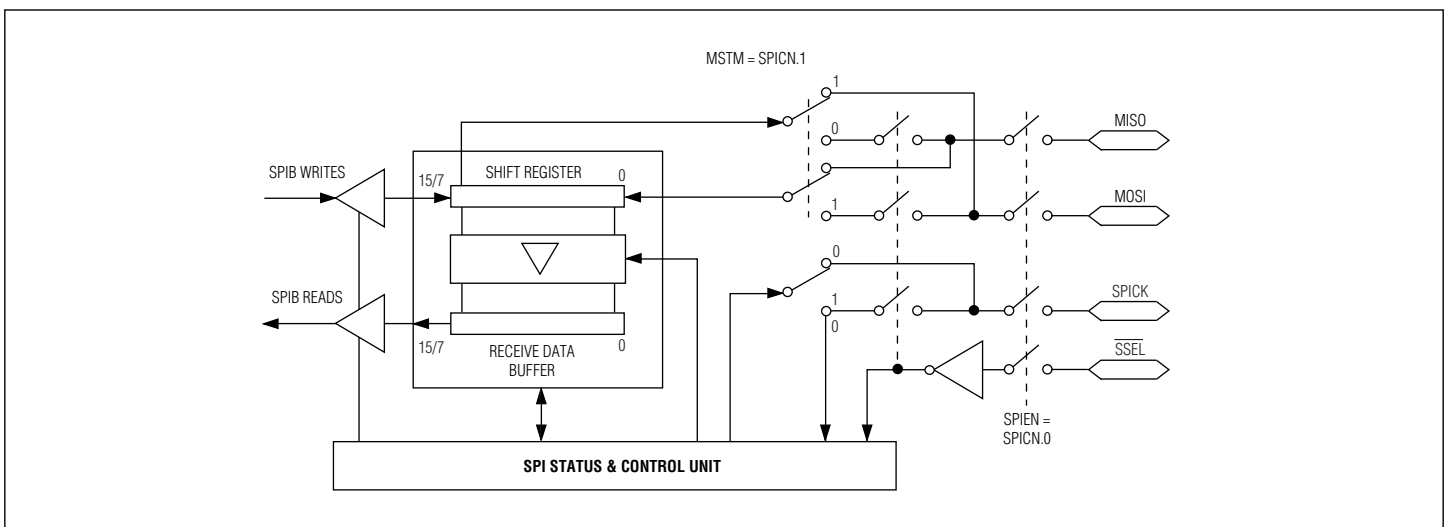 MSTM = SPICN.1
1
MISO
0
SPIB WRITES
15/7
SHIFT REGISTER
0
1
MOSI
0
SPIB READS
1
0
SPICK
15/7
RECEIVE DATA
BUFFER
0
SSEL
SPIEN =
SPICN.0
SPI STATUS & CONTROL UNIT